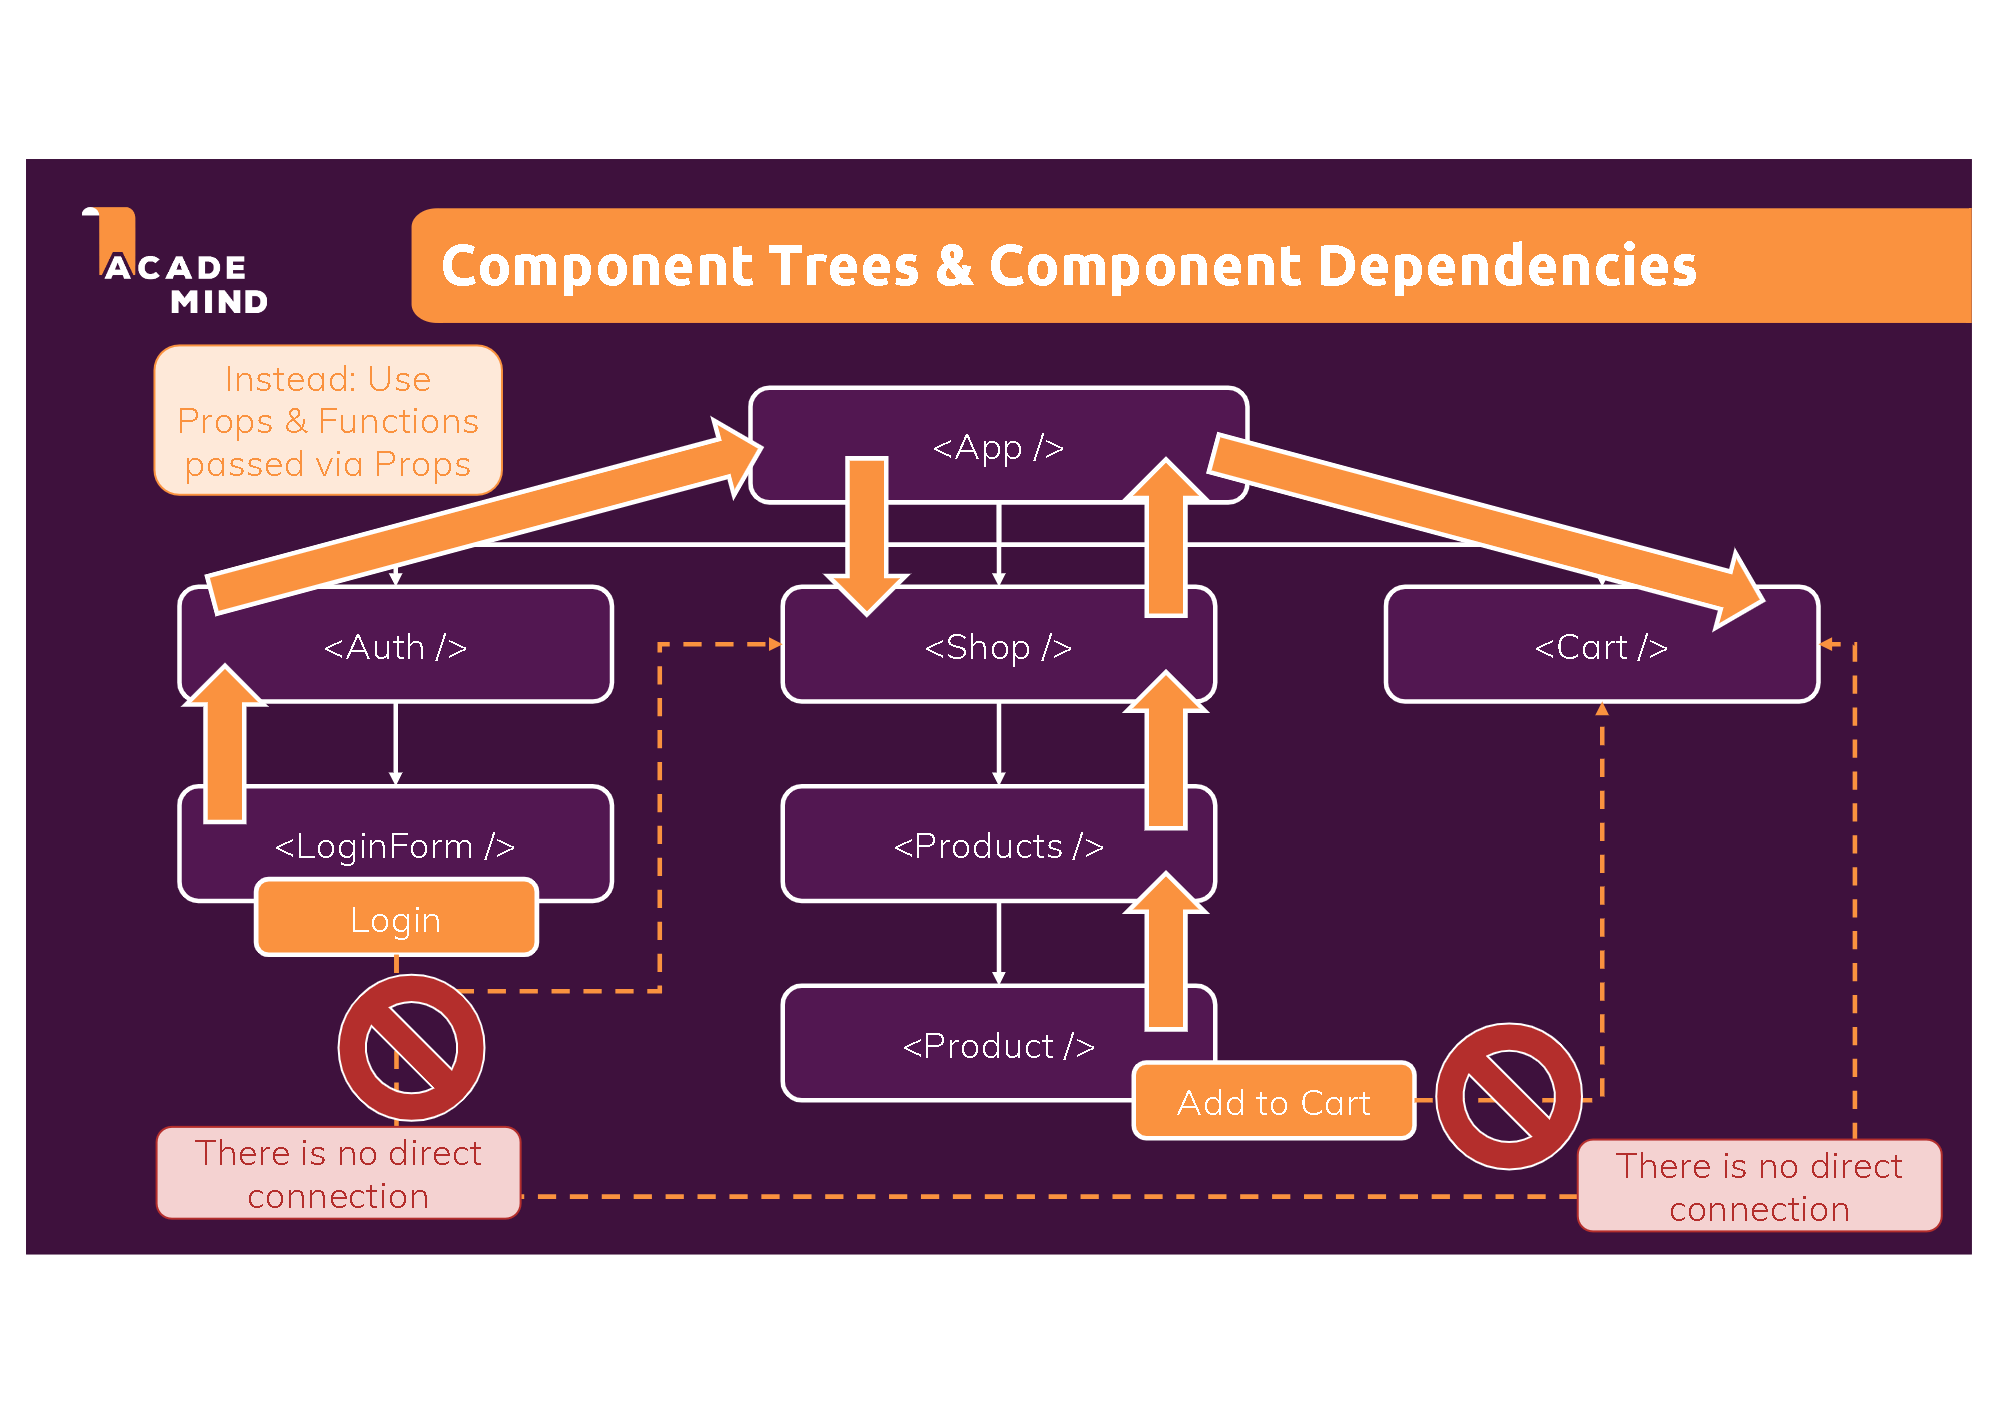 ACADE
MIND
Component Trees & Component Dependencies
Instead: Use
Props & Functions
passed via Props
<App />
<Auth />
<Shop />
<Cart />
<LoginForm />
<Products />
Login
<Product />
Add to Cart
There is no direct
connection
There is no direct
connection